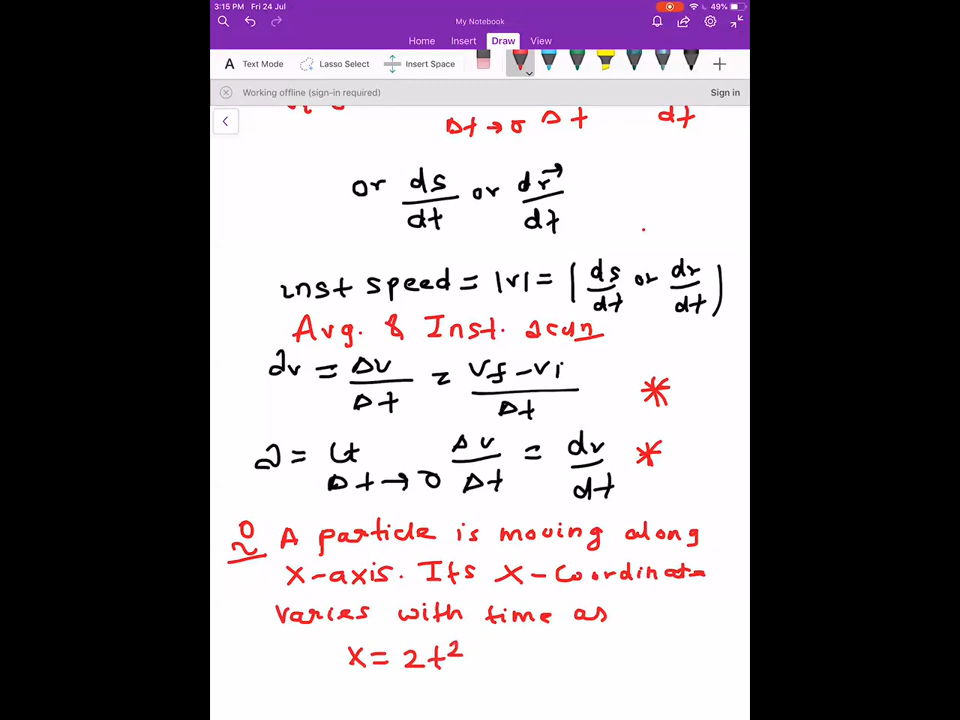 3:15 PM Fri 24 Jul 49%
My Notebook
Home Insert Draw View
A Text Mode Lasso Select Insert Space
Working offline (sign-in required) Sign in
Δt→0 Δt dt
or ds/dt or dr→/dt
inst speed = |v| = |ds/dt or dr/dt|
Avg. & Inst. accn
av = Δv/Δt = vf - vi/Δt *
a = Lt Δt→0 Δv/Δt = dv/dt *
Q A particle is moving along
X-axis. Its X-Coordinate
varies with time as
X = 2t²